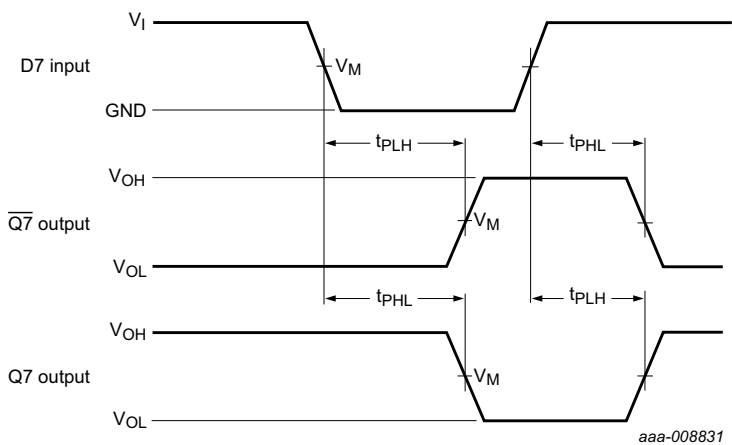 V_I
D7 input
V_M
GND
t_PLH
t_PHL
V_OH
Q̅7̅ output
V_M
V_OL
t_PHL
t_PLH
V_OH
Q7 output
V_M
V_OL
aaa-008831